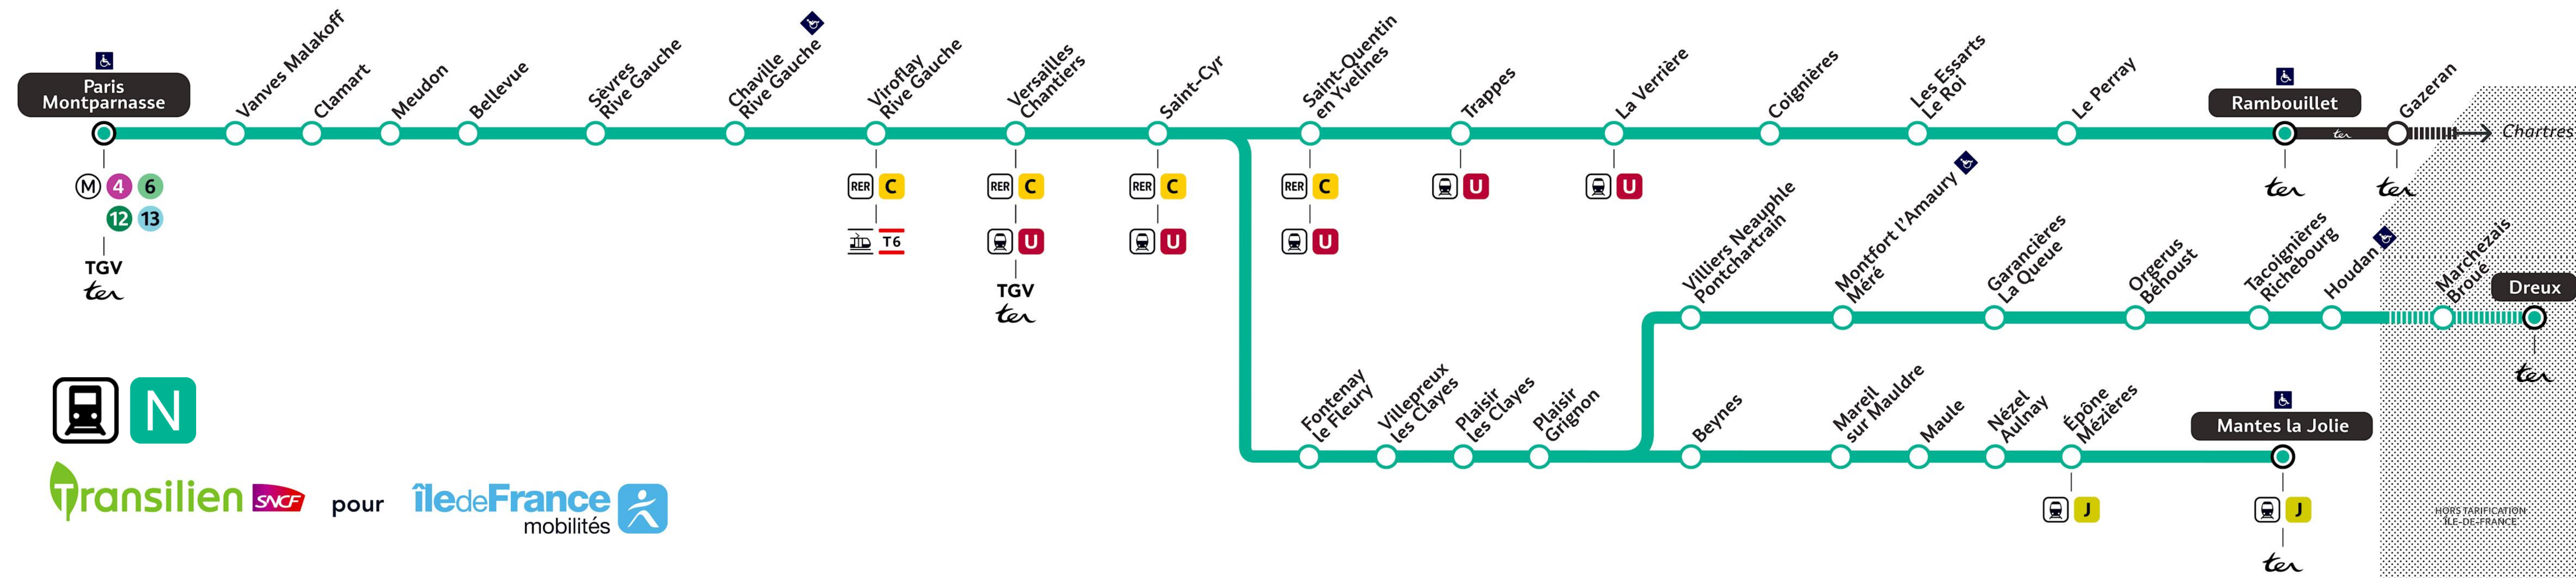 Paris
Montparnasse
Vanves Malakoff
Clamart
Meudon
Bellevue
Sèvres
Rive Gauche
Chaville
Rive Gauche
Viroflay
Rive Gauche
Versailles
Chantiers
Saint-Cyr
Saint-Quentin
en Yvelines
Trappes
La Verrière
Coignières
Les Essarts
Le Roi
Le Perray
Rambouillet
ter
Gazeran
Chartres
M 4 6
12 13
TGV
ter
RER C
T6
RER C
U
TGV
ter
RER C
U
RER C
U
U
U
ter
ter
Villiers Neauphle
Pontchartrain
Montfort l'Amaury
Méré
Garancières
La Queue
Orgerus
Béhoust
Tacoignières
Richebourg
Houdan
Marchezais
Broué
Dreux
ter
Fontenay
le Fleury
Villepreux
les Clayes
Plaisir
les Clayes
Plaisir
Grignon
Beynes
Mareil
sur Mauldre
Maule
Nézel
Aulnay
Épône
Mézières
Mantes la Jolie
J
J
ter
N
Transilien SNCF pour îledeFrance
mobilités
HORS TARIFICATION
ÎLE-DE-FRANCE